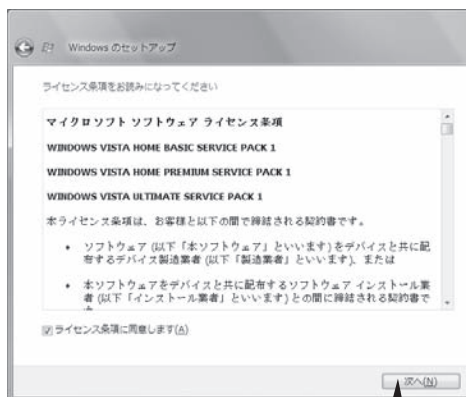 Windows のセットアップ
ライセンス条項をお読みになってください
マイクロソフト ソフトウェア ライセンス条項
WINDOWS VISTA HOME BASIC SERVICE PACK 1
WINDOWS VISTA HOME PREMIUM SERVICE PACK 1
WINDOWS VISTA ULTIMATE SERVICE PACK 1
本ライセンス条項は、お客様と以下の間で締結される契約書です。
• ソフトウェア (以下「本ソフトウェア」といいます) をデバイスと共に配
布するデバイス製造業者 (以下「製造業者」といいます)、または
• 本ソフトウェアをデバイスと共に配布するソフトウェア インストール業
者 (以下「インストール業者」といいます) との間に締結される契約書で
ライセンス条項に同意します(A)
次へ(N)